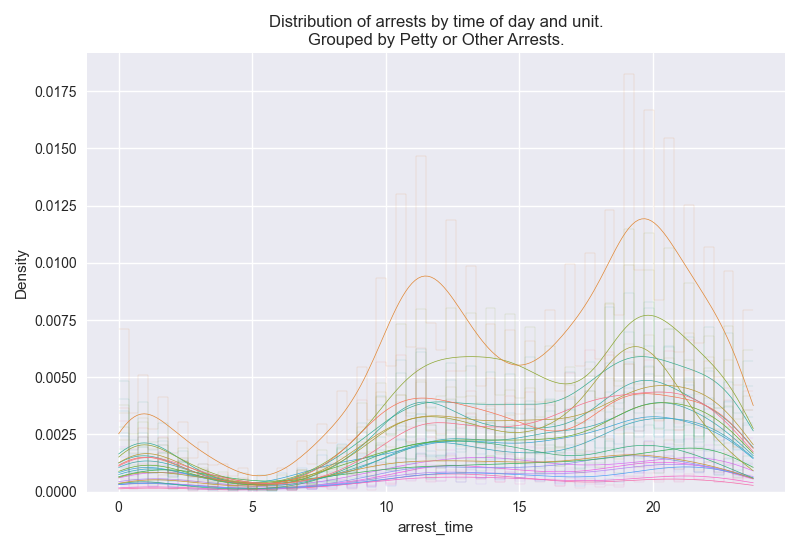 Distribution of arrests by time of day and unit.
Grouped by Petty or Other Arrests.
0.0175
0.0150
0.0125
0.0100
0.0075
0.0050
0.0025
0.0000
Density
0 5 10 15 20
arrest_time